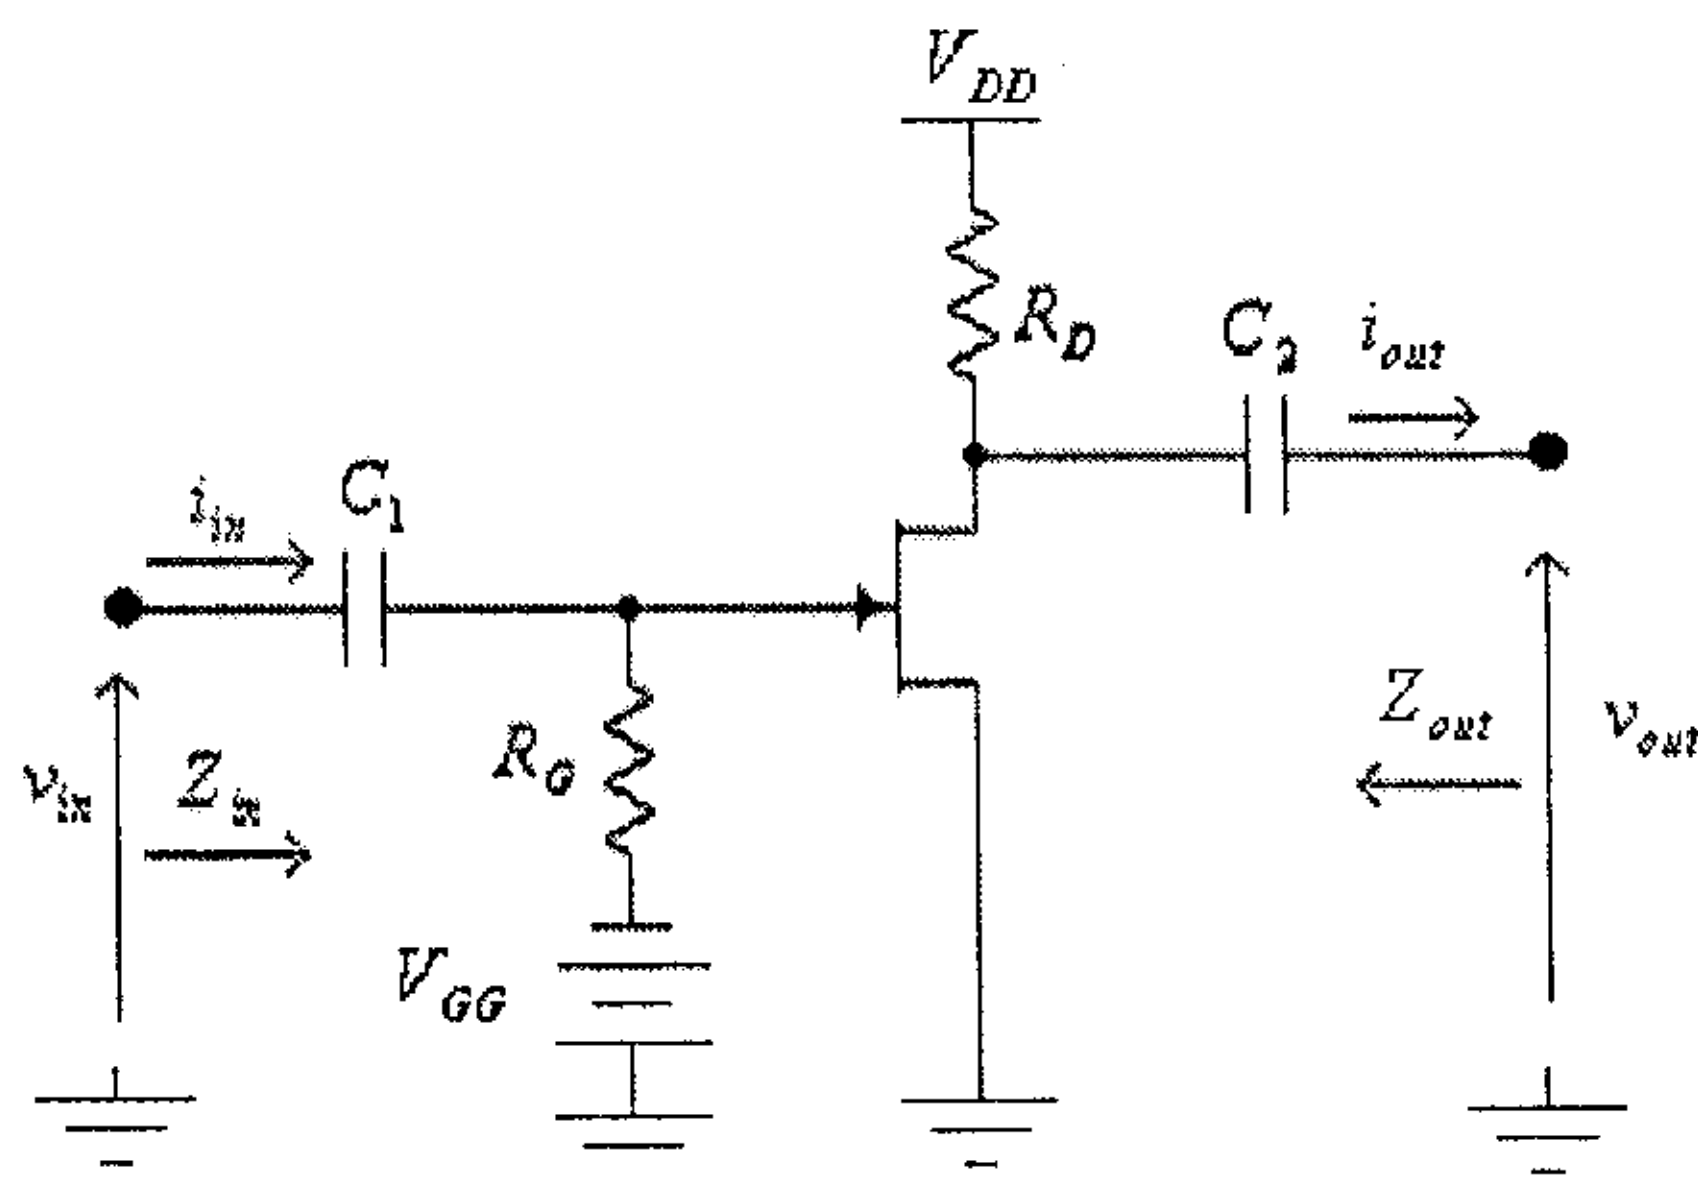 V_DD
R_D
C_2
i_out
C_1
i_in
Z_out
v_out
R_G
v_in
Z_in
V_GG